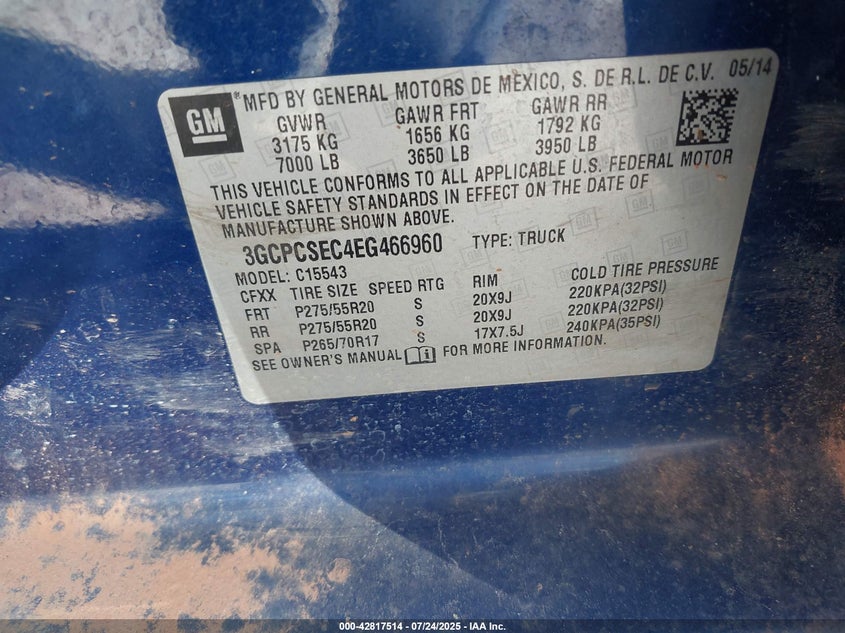 GM
®MFD BY GENERAL MOTORS DE MEXICO, S. DE R.L. DE C.V. 05/14
GVWR GAWR FRT GAWR RR
3175 KG 1656 KG 1792 KG
7000 LB 3650 LB 3950 LB
THIS VEHICLE CONFORMS TO ALL APPLICABLE U.S. FEDERAL MOTOR
VEHICLE SAFETY STANDARDS IN EFFECT ON THE DATE OF
MANUFACTURE SHOWN ABOVE.
3GCPCSEC4EG466960 TYPE: TRUCK
MODEL: C15543
CFXX TIRE SIZE SPEED RTG RIM COLD TIRE PRESSURE
FRT P275/55R20 S 20X9J 220KPA(32PSI)
RR P275/55R20 S 20X9J 220KPA(32PSI)
SPA P265/70R17 S 17X7.5J 240KPA(35PSI)
SEE OWNER'S MANUAL FOR MORE INFORMATION.
000-42817514 - 07/24/2025 - IAA Inc.